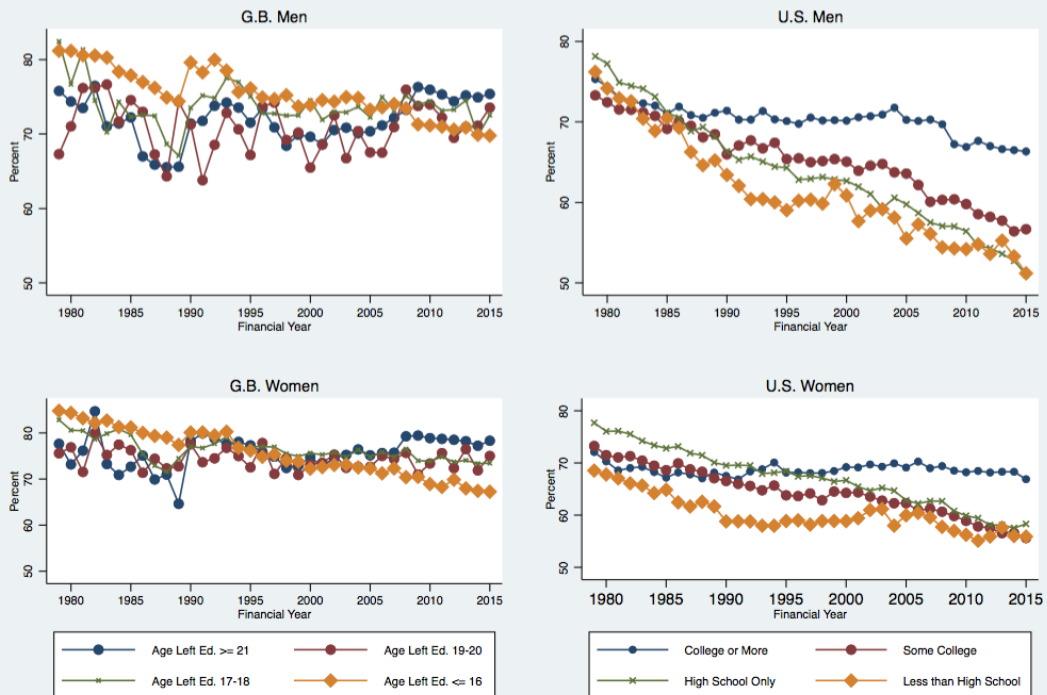 G.B. Men
80
70
60
50
Percent
1980 1985 1990 1995 2000 2005 2010 2015
Financial Year
U.S. Men
80
70
60
50
Percent
1980 1985 1990 1995 2000 2005 2010 2015
Financial Year
G.B. Women
80
70
60
50
Percent
1980 1985 1990 1995 2000 2005 2010 2015
Financial Year
U.S. Women
80
70
60
50
Percent
1980 1985 1990 1995 2000 2005 2010 2015
Financial Year
Age Left Ed. >= 21 Age Left Ed. 19-20
Age Left Ed. 17-18 Age Left Ed. <= 16
College or More Some College
High School Only Less than High School